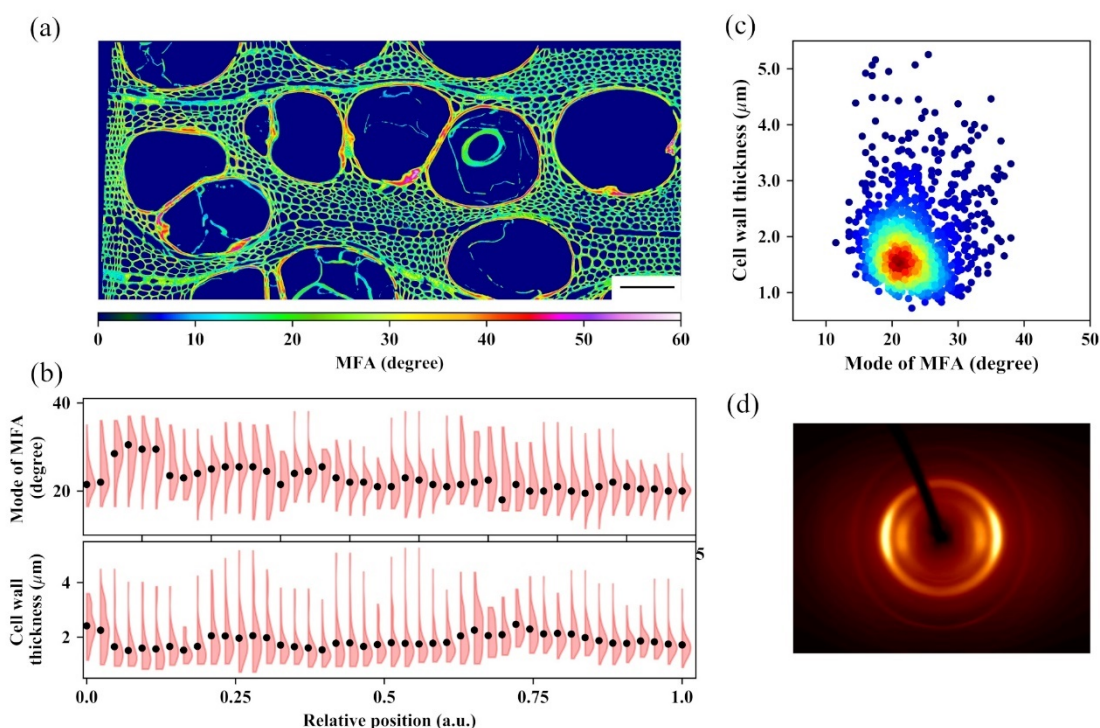 (a)
0 10 20 30 40 50 60
MFA (degree)
(b)
40
20
Mode of MFA
(degree)
5
4
2
Cell wall
thickness (μm)
0.0 0.25 0.5 0.75 1.0
Relative position (a.u.)
(c)
5.0
4.0
3.0
2.0
1.0
Cell wall thickness (μm)
10 20 30 40 50
Mode of MFA (degree)
(d)